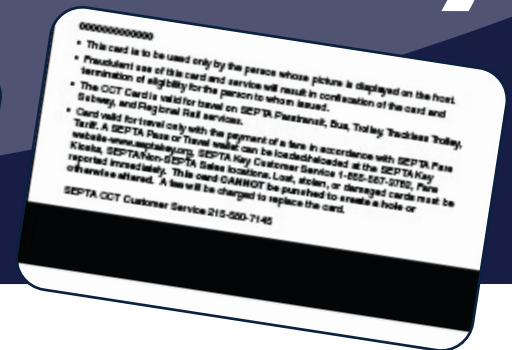 0000000000000
• This card is to be used only by the person whose picture is displayed on the front.
• Fraudulent use of this card and service will result in confiscation of the card and
termination of eligibility for the person to whom issued.
• The CCT Card is valid for travel on SEPTA Paratransit, Bus, Trolley, Trackless Trolley,
Subway, and Regional Rail services.
• Card valid for travel only with the payment of a fare in accordance with SEPTA Fare
Tariff. A SEPTA Pass or Travel wallet can be loaded/reloaded at the SEPTA Key
website-www.septakey.org, SEPTA Key Customer Service 1-855-567-3782, Fare
Kiosks, SEPTA/Non-SEPTA Sales locations. Lost, stolen, or damaged cards must be
reported immediately. This card CANNOT be punched to create a hole or
otherwise altered. A fee will be charged to replace the card.
SEPTA CCT Customer Service 215-580-7145